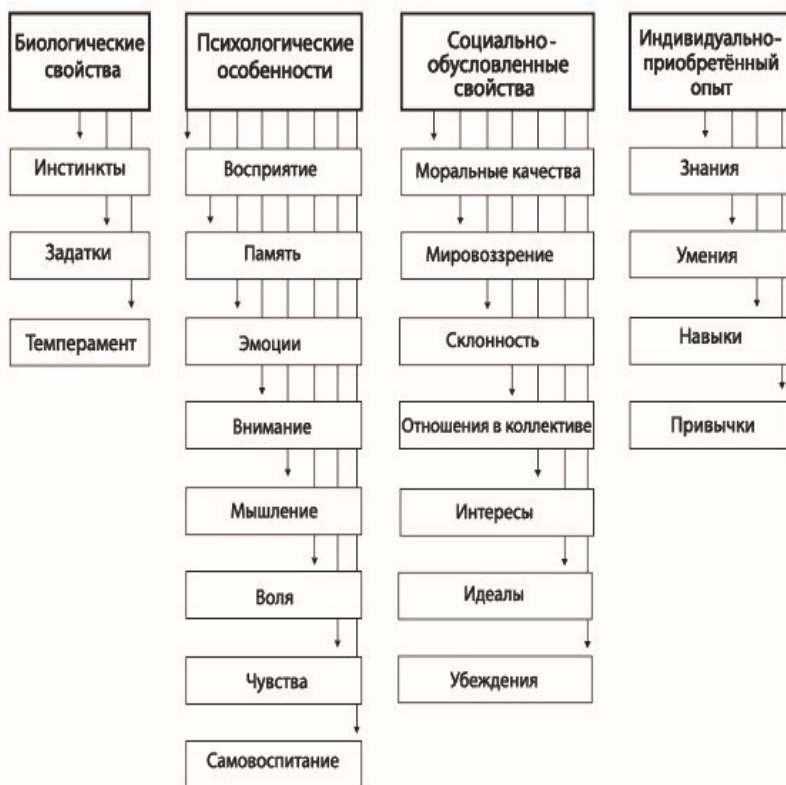 Биологические
свойства
Инстинкты
Задатки
Темперамент
Психологические
особенности
Восприятие
Память
Эмоции
Внимание
Мышление
Воля
Чувства
Самовоспитание
Социально-
обусловленные
свойства
Моральные качества
Мировоззрение
Склонность
Отношения в коллективе
Интересы
Идеалы
Убеждения
Индивидуально-
приобретённый
опыт
Знания
Умения
Навыки
Привычки